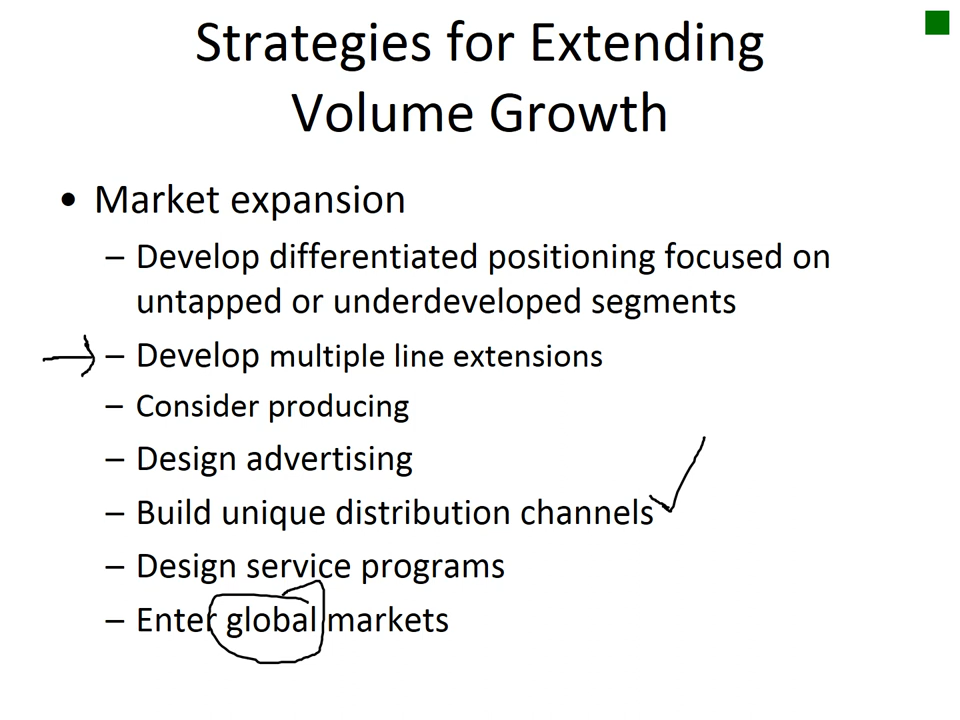 Strategies for Extending
Volume Growth
• Market expansion
– Develop differentiated positioning focused on
untapped or underdeveloped segments
– Develop multiple line extensions
– Consider producing
– Design advertising
– Build unique distribution channels
– Design service programs
– Enter global markets